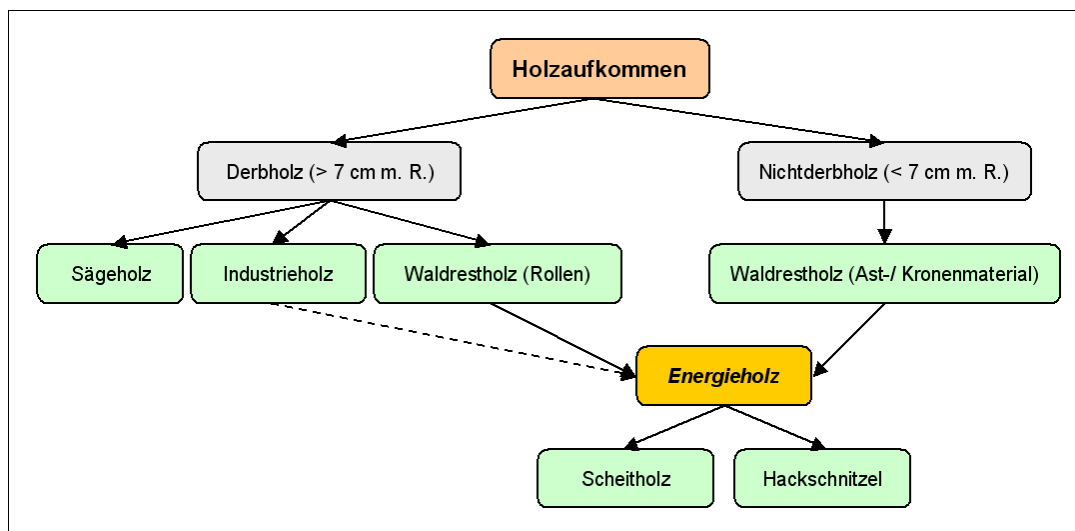 Holzaufkommen
Derbholz (> 7 cm m. R.)
Nichtderbholz (< 7 cm m. R.)
Sägeholz
Industrieholz
Waldrestholz (Rollen)
Waldrestholz (Ast-/ Kronenmaterial)
Energieholz
Scheitholz
Hackschnitzel